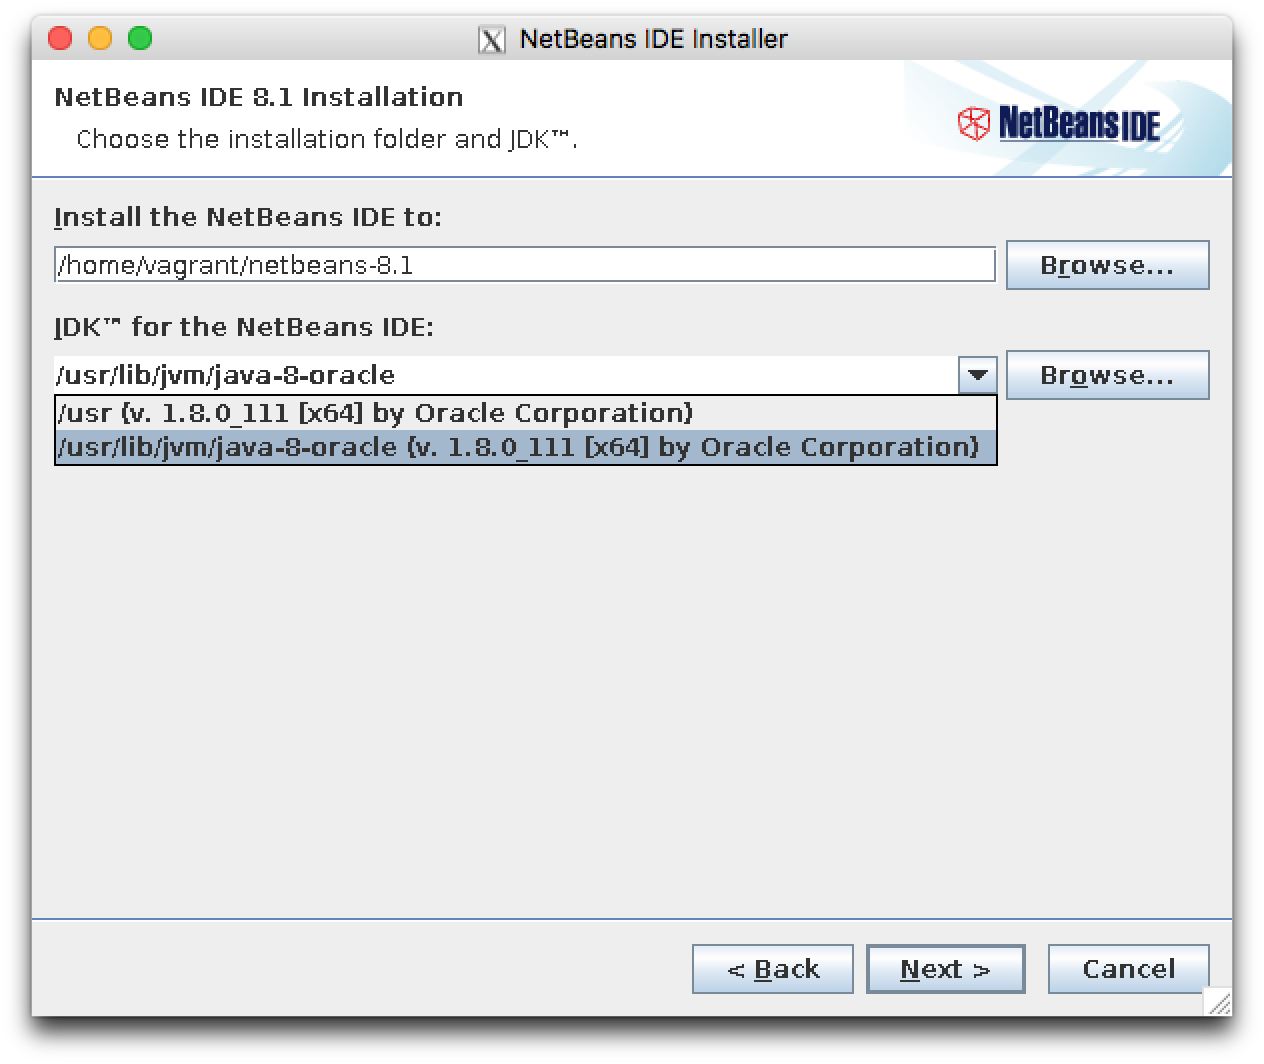 NetBeans IDE Installer
NetBeans IDE 8.1 Installation
Choose the installation folder and JDK™.
NetBeans IDE
Install the NetBeans IDE to:
/home/vagrant/netbeans-8.1
Browse...
JDK™ for the NetBeans IDE:
/usr/lib/jvm/java-8-oracle
Browse...
/usr (v. 1.8.0_111 [x64] by Oracle Corporation)
/usr/lib/jvm/java-8-oracle (v. 1.8.0_111 [x64] by Oracle Corporation)
< Back
Next >
Cancel